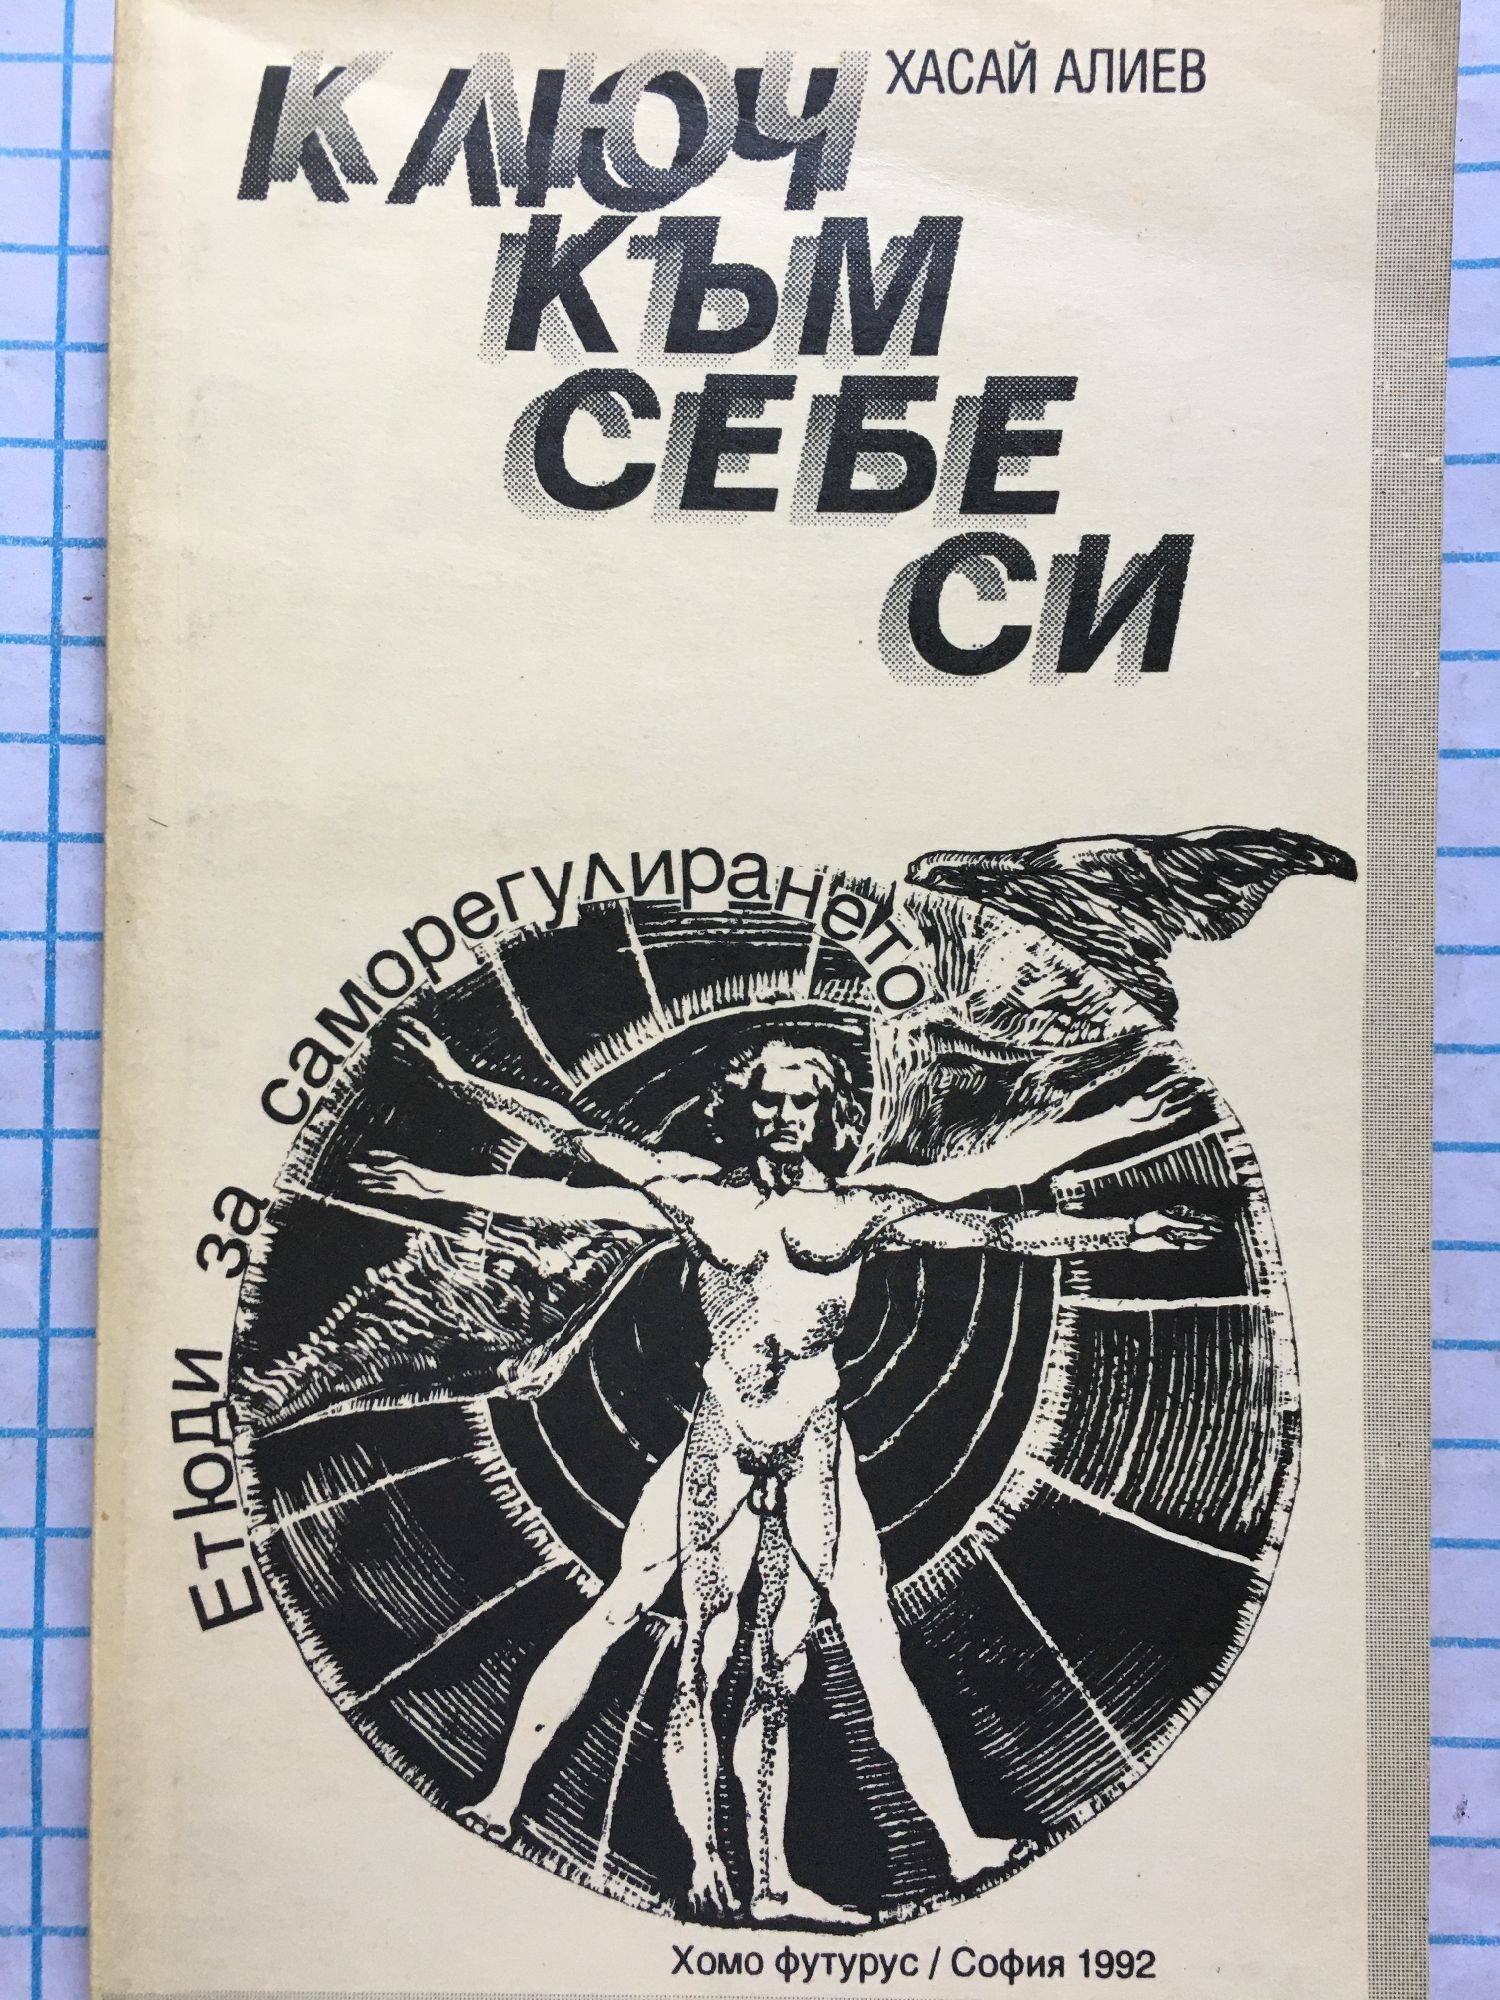 ХАСАЙ АЛИЕВ
КЛЮЧ
КЪМ
СЕБЕ
СИ
Етюди за саморегулирането
Хомо футурус / София 1992